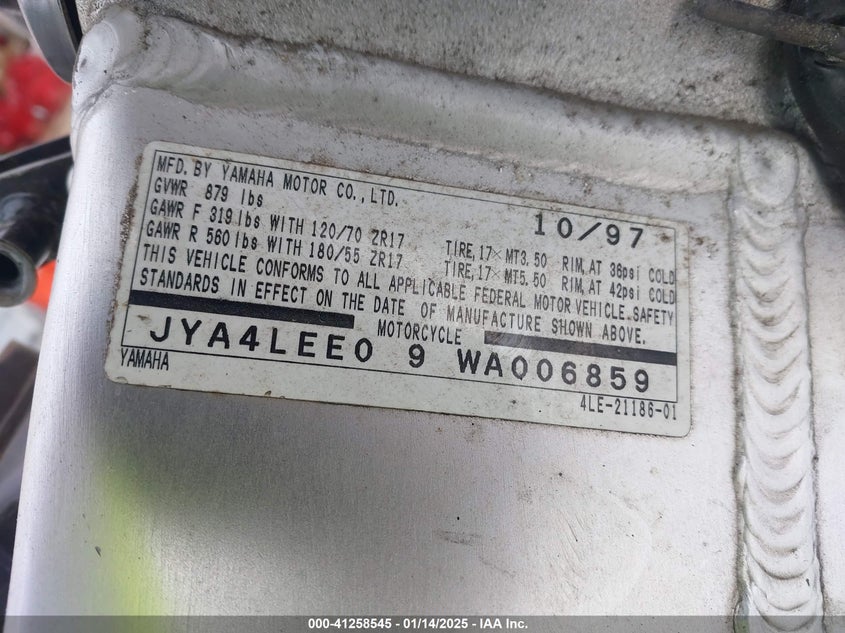 MFD. BY YAMAHA MOTOR CO., LTD. 10/97
GVWR 879 lbs
GAWR F 319 lbs WITH 120/70 ZR17 TIRE, 17×MT3.50 RIM, AT 36psi COLD
GAWR R 560 lbs WITH 180/55 ZR17 TIRE, 17×MT5.50 RIM, AT 42psi COLD
THIS VEHICLE CONFORMS TO ALL APPLICABLE FEDERAL MOTOR VEHICLE SAFETY
STANDARDS IN EFFECT ON THE DATE OF MANUFACTURE SHOWN ABOVE.
MOTORCYCLE
JYA4LEE0 9 WA006859
YAMAHA 4LE-21186-01
000-41258545 - 01/14/2025 - IAA Inc.